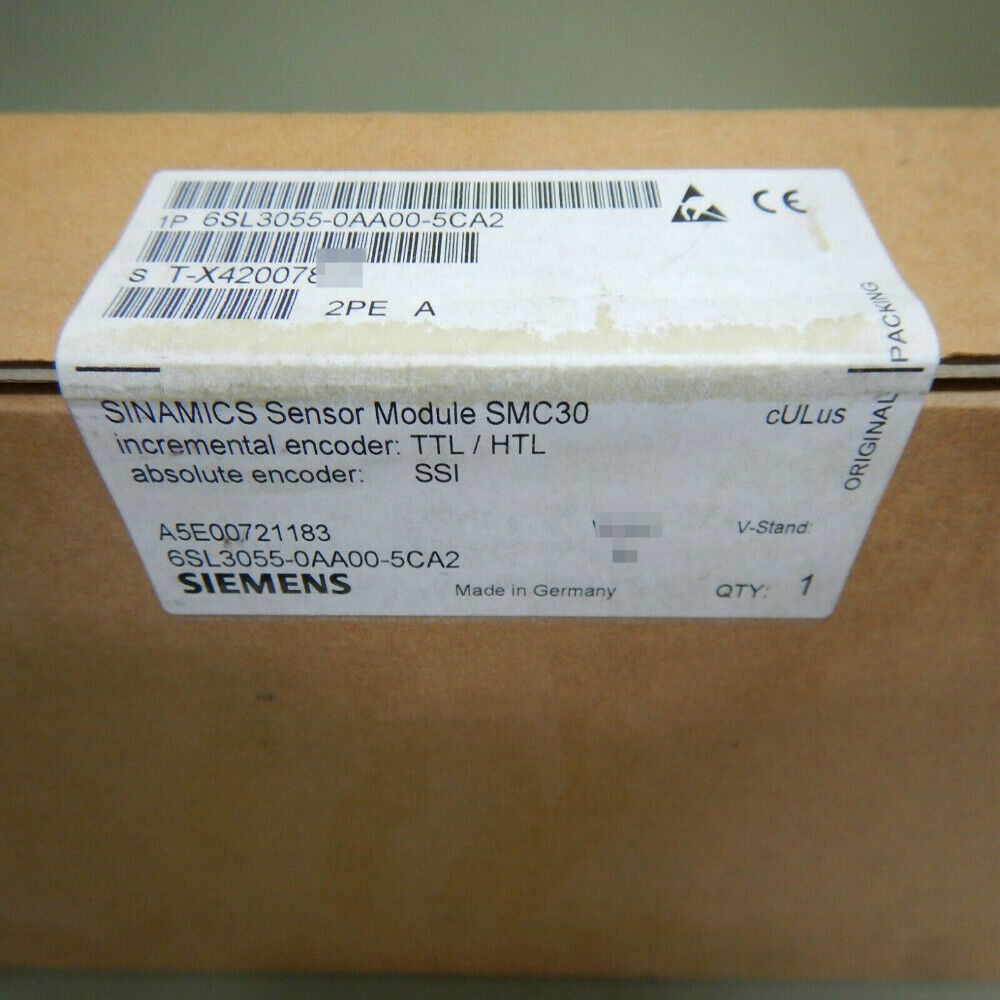 1P 6SL3055-0AA00-5CA2
S T-X420078
2PE A
ORIGINAL PACKING
SINAMICS Sensor Module SMC30
cULus
incremental encoder: TTL / HTL
absolute encoder: SSI
A5E00721183
V-Stand:
6SL3055-0AA00-5CA2
SIEMENS
Made in Germany
QTY: 1
CE